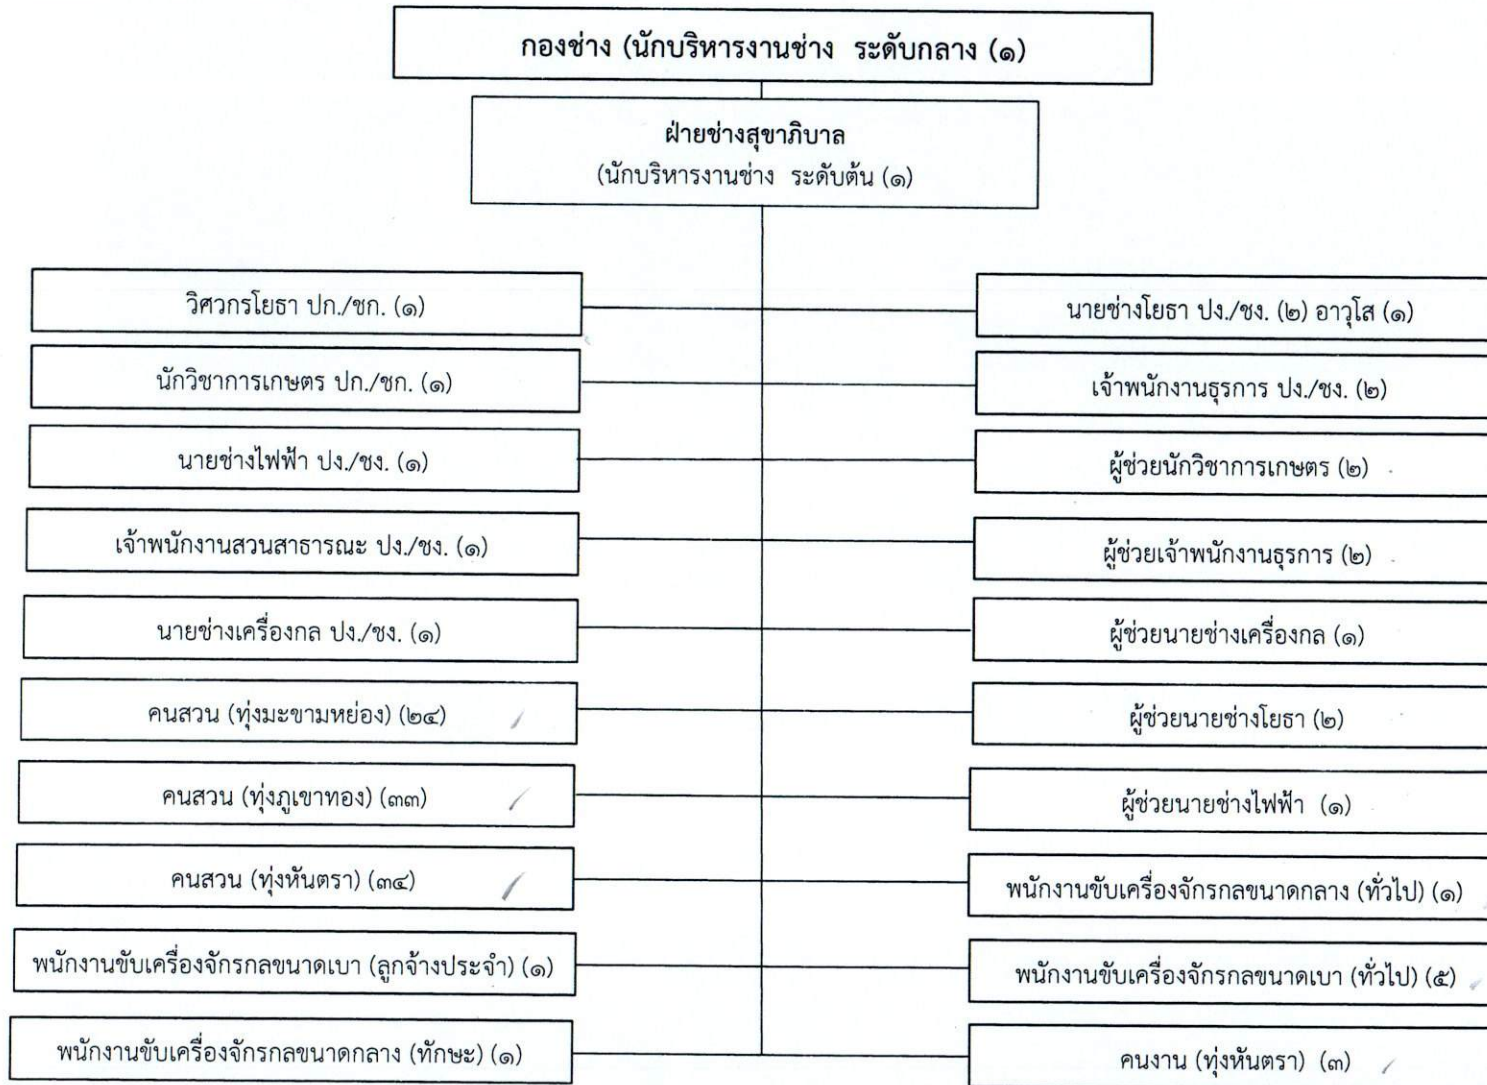 กองช่าง (นักบริหารงานช่าง ระดับกลาง (๑)
ฝ่ายช่างสุขาภิบาล
(นักบริหารงานช่าง ระดับต้น (๑)
วิศวกรโยธา ปก./ชก. (๑)
นายช่างโยธา ปง./ชง. (๒) อาวุโส (๑)
นักวิชาการเกษตร ปก./ชก. (๑)
เจ้าพนักงานธุรการ ปง./ชง. (๒)
นายช่างไฟฟ้า ปง./ชง. (๑)
ผู้ช่วยนักวิชาการเกษตร (๒)
เจ้าพนักงานสวนสาธารณะ ปง./ชง. (๑)
ผู้ช่วยเจ้าพนักงานธุรการ (๒)
นายช่างเครื่องกล ปง./ชง. (๑)
ผู้ช่วยนายช่างเครื่องกล (๑)
คนสวน (ทุ่งมะขามหย่อง) (๒๔)
ผู้ช่วยนายช่างโยธา (๒)
คนสวน (ทุ่งภูเขาทอง) (๓๓)
ผู้ช่วยนายช่างไฟฟ้า (๑)
คนสวน (ทุ่งหันตรา) (๓๔)
พนักงานขับเครื่องจักรกลขนาดกลาง (ทั่วไป) (๑)
พนักงานขับเครื่องจักรกลขนาดเบา (ลูกจ้างประจำ) (๑)
พนักงานขับเครื่องจักรกลขนาดเบา (ทั่วไป) (๕)
พนักงานขับเครื่องจักรกลขนาดกลาง (ทักษะ) (๑)
คนงาน (ทุ่งหันตรา) (๓)